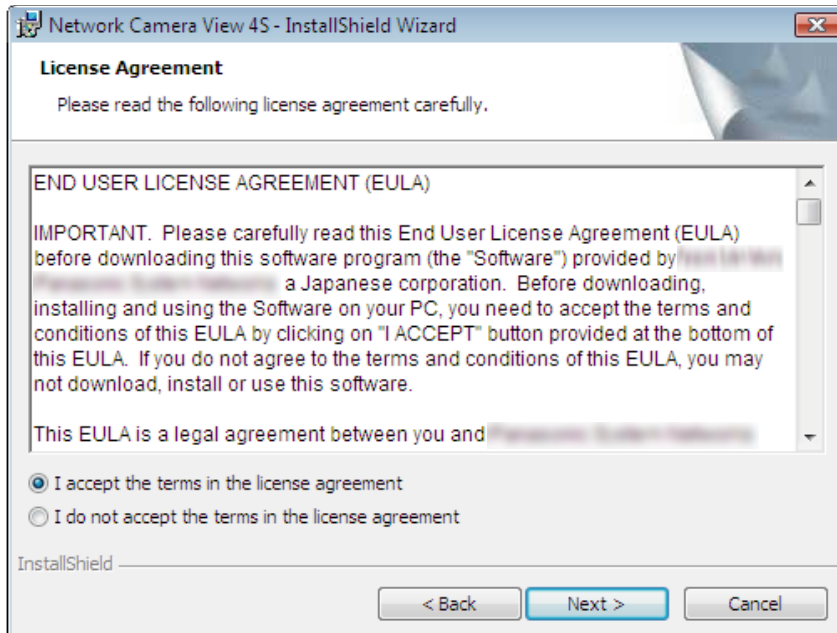 Network Camera View 4S - InstallShield Wizard
License Agreement
Please read the following license agreement carefully.
END USER LICENSE AGREEMENT (EULA)
IMPORTANT.  Please carefully read this End User License Agreement (EULA)
before downloading this software program (the "Software") provided by
a Japanese corporation.  Before downloading,
installing and using the Software on your PC, you need to accept the terms and
conditions of this EULA by clicking on "I ACCEPT" button provided at the bottom of
this EULA.  If you do not agree to the terms and conditions of this EULA, you may
not download, install or use this software.
This EULA is a legal agreement between you and
I accept the terms in the license agreement
I do not accept the terms in the license agreement
InstallShield
< Back
Next >
Cancel